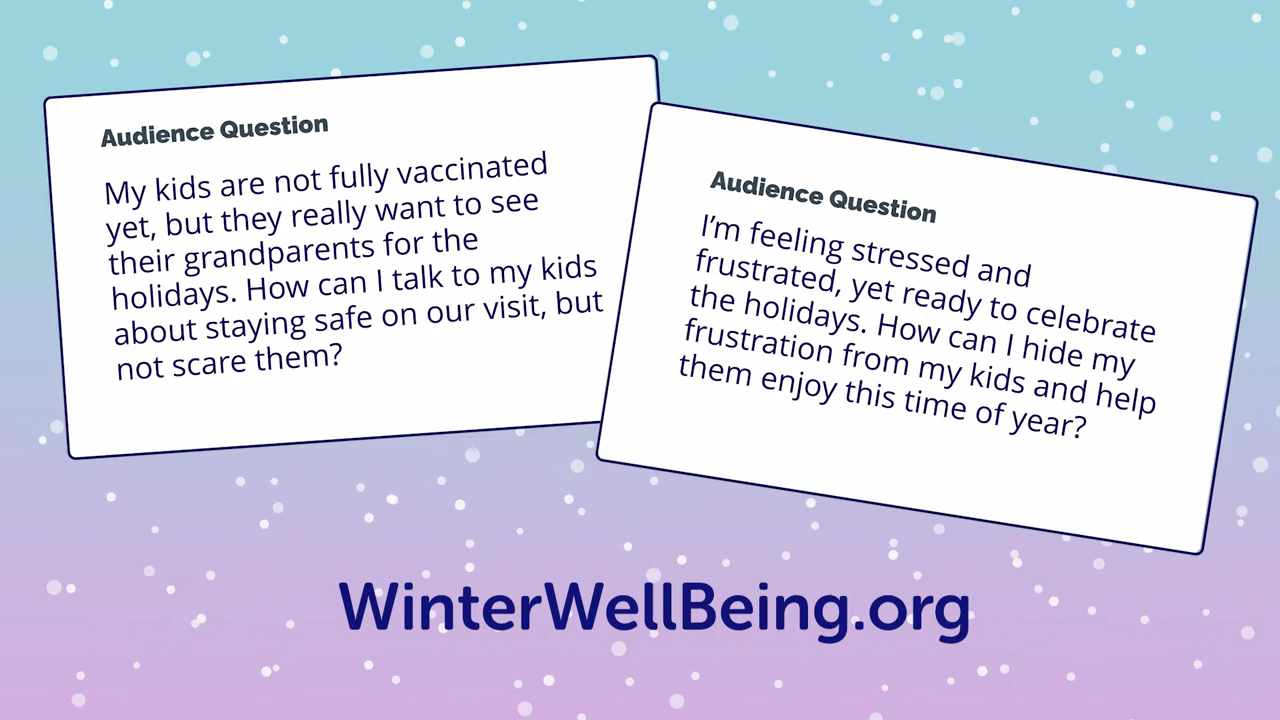 Audience Question
My kids are not fully vaccinated
yet, but they really want to see
their grandparents for the
holidays. How can I talk to my kids
about staying safe on our visit, but
not scare them?
Audience Question
I’m feeling stressed and
frustrated, yet ready to celebrate
the holidays. How can I hide my
frustration from my kids and help
them enjoy this time of year?
WinterWellBeing.org